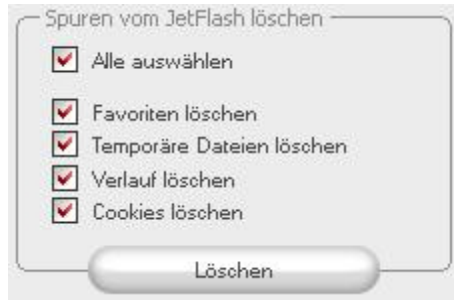 Spuren vom JetFlash löschen
Alle auswählen
Favoriten löschen
Temporäre Dateien löschen
Verlauf löschen
Cookies löschen
Löschen